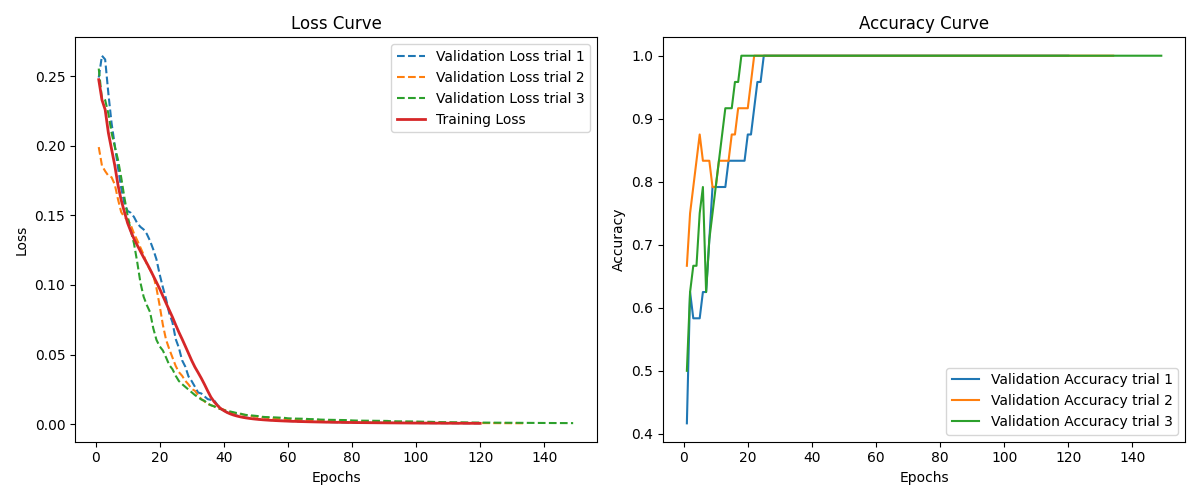 Loss Curve
Validation Loss trial 1
Validation Loss trial 2
Validation Loss trial 3
Training Loss
0.25
0.20
0.15
0.10
0.05
0.00
Loss
0 20 40 60 80 100 120 140
Epochs
Accuracy Curve
1.0
0.9
0.8
0.7
0.6
0.5
0.4
Accuracy
Validation Accuracy trial 1
Validation Accuracy trial 2
Validation Accuracy trial 3
0 20 40 60 80 100 120 140
Epochs